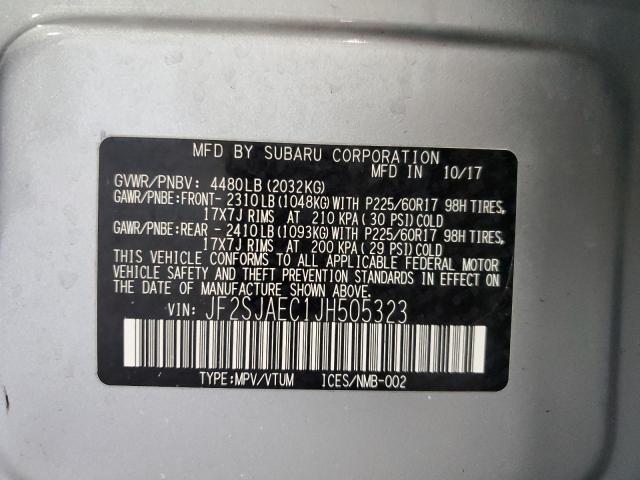 MFD BY SUBARU CORPORATION
MFD IN 10/17
GVWR/PNBV: 4480LB(2032KG)
GAWR/PNBE:FRONT- 2310LB(1048KG)WITH P225/60R17 98H TIRES,
17X7J RIMS AT 210 KPA(30 PSI)COLD
GAWR/PNBE:REAR - 2410LB(1093KG)WITH P225/60R17 98H TIRES,
17X7J RIMS AT 200 KPA(29 PSI)COLD
THIS VEHICLE CONFORMS TO ALL APPLICABLE FEDERAL MOTOR
VEHICLE SAFETY AND THEFT PREVENTION STANDARDS IN EFFECT
ON THE DATE OF MANUFACTURE SHOWN ABOVE.
VIN: JF2SJAEC1JH505323
TYPE:MPV/VTUM ICES/NMB-002